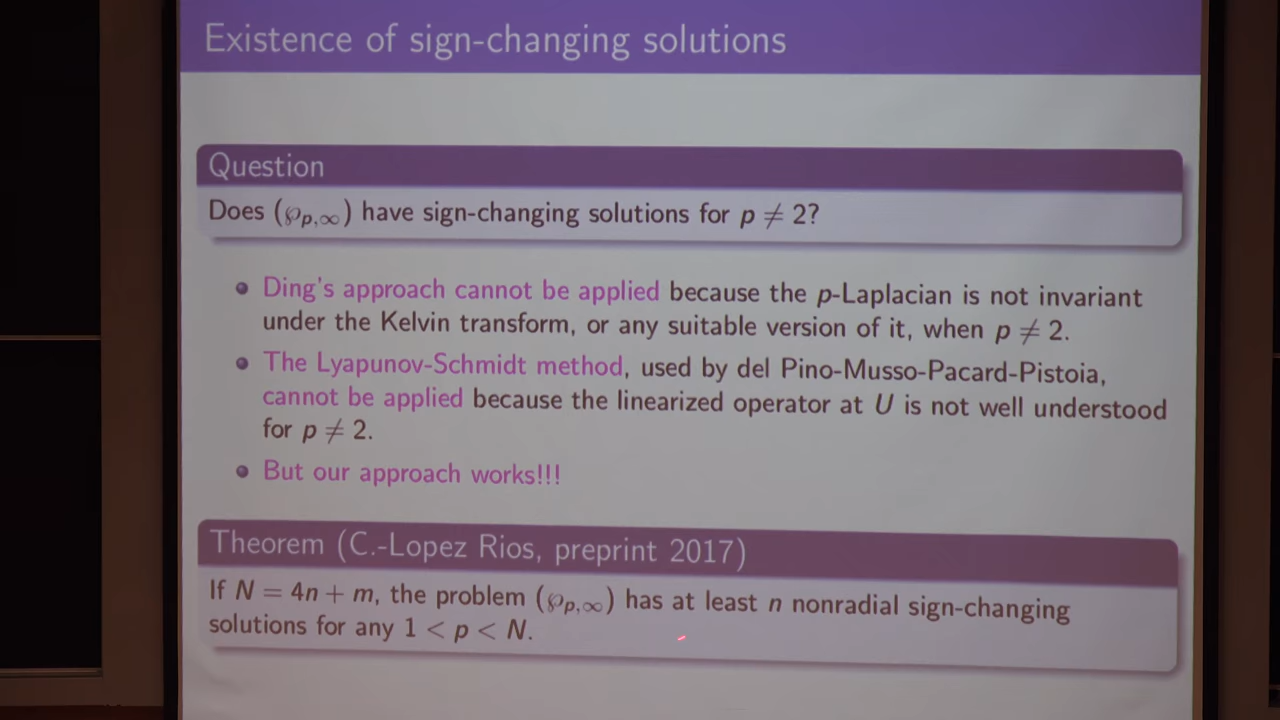 Existence of sign-changing solutions
Question
Does (℘p,∞) have sign-changing solutions for p ≠ 2?
Ding's approach cannot be applied because the p-Laplacian is not invariant
under the Kelvin transform, or any suitable version of it, when p ≠ 2.
The Lyapunov-Schmidt method, used by del Pino-Musso-Pacard-Pistoia,
cannot be applied because the linearized operator at U is not well understood
for p ≠ 2.
But our approach works!!!
Theorem (C.-Lopez Rios, preprint 2017)
If N = 4n + m, the problem (℘p,∞) has at least n nonradial sign-changing
solutions for any 1 < p < N.